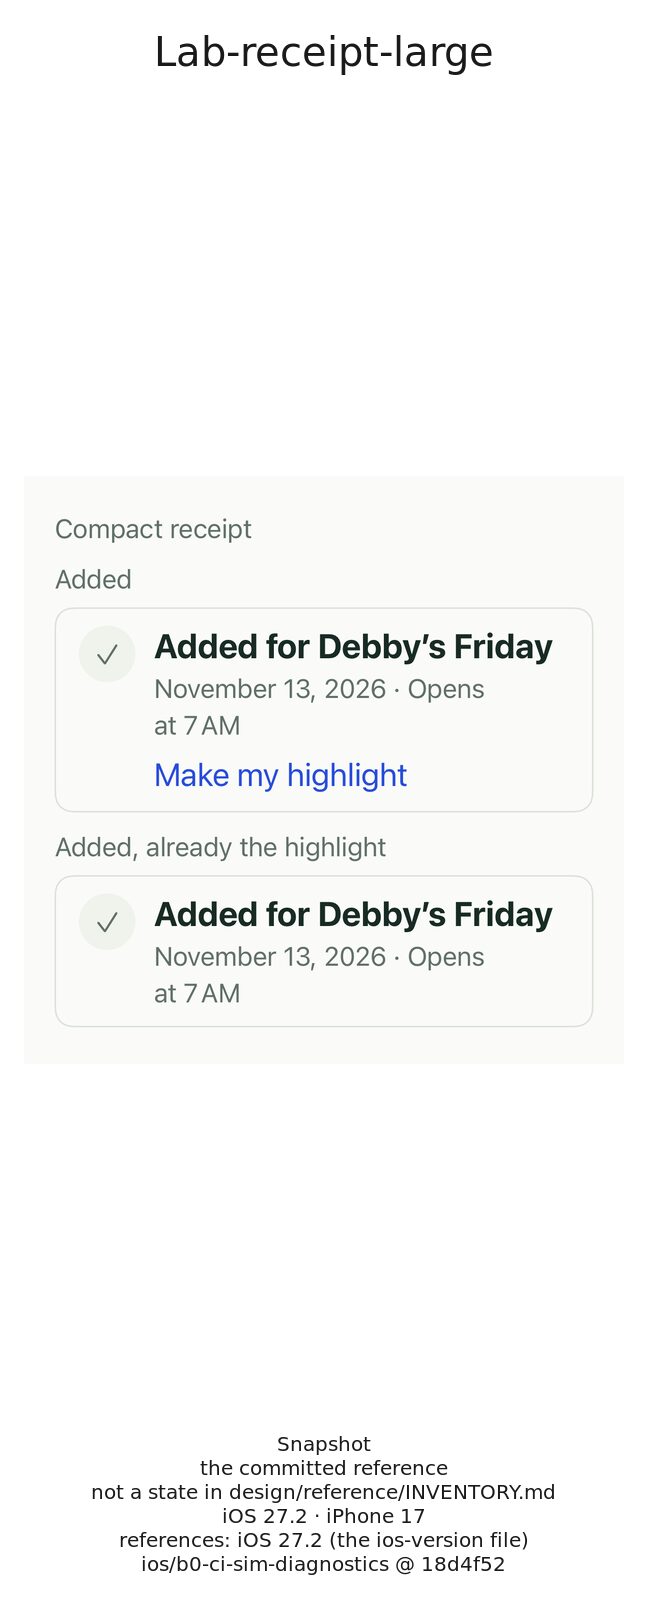 Lab-receipt-large
Compact receipt
Added
Added for Debby’s Friday
November 13, 2026 · Opens
at 7 AM
Make my highlight
Added, already the highlight
Added for Debby’s Friday
November 13, 2026 · Opens
at 7 AM
Snapshot
the committed reference
not a state in design/reference/INVENTORY.md
iOS 27.2 · iPhone 17
references: iOS 27.2 (the ios-version file)
ios/b0-ci-sim-diagnostics @ 18d4f52